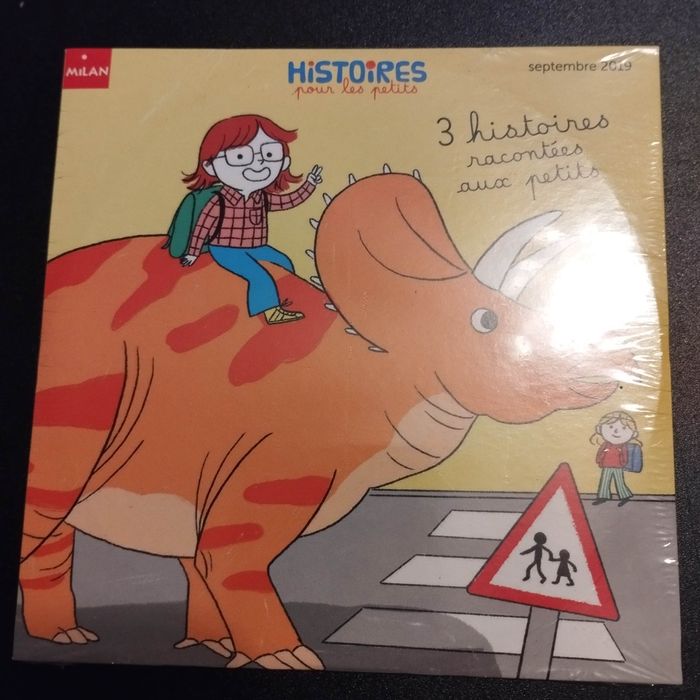 MILAN
HiSTOiRES
pour les petits
septembre 2019
3 histoires
racontées
aux petits